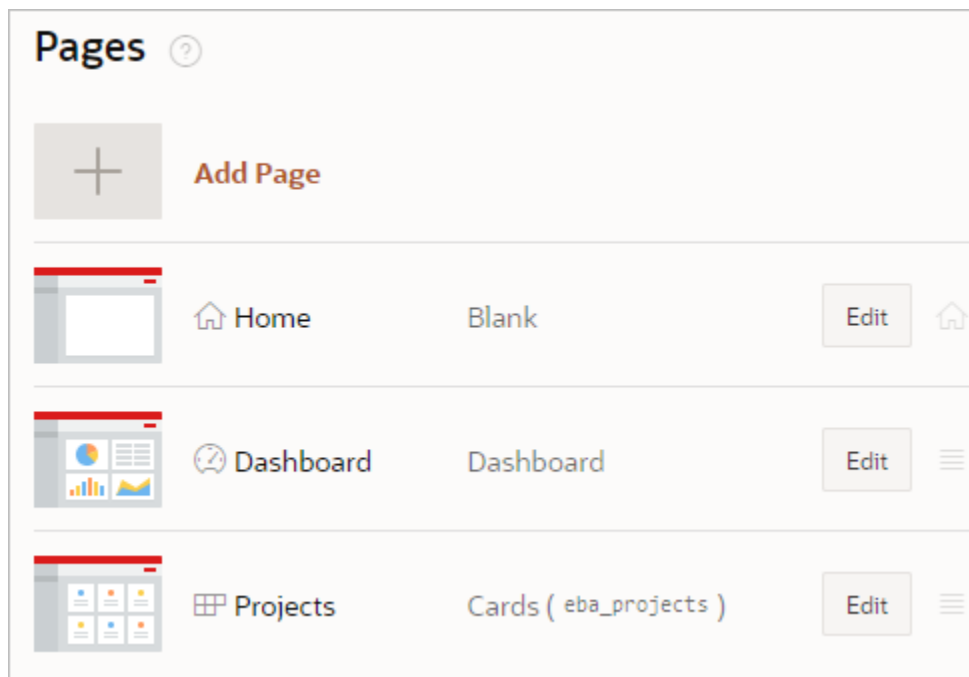 Pages ?
Add Page
Home Blank Edit
Dashboard Dashboard Edit
Projects Cards ( eba_projects ) Edit